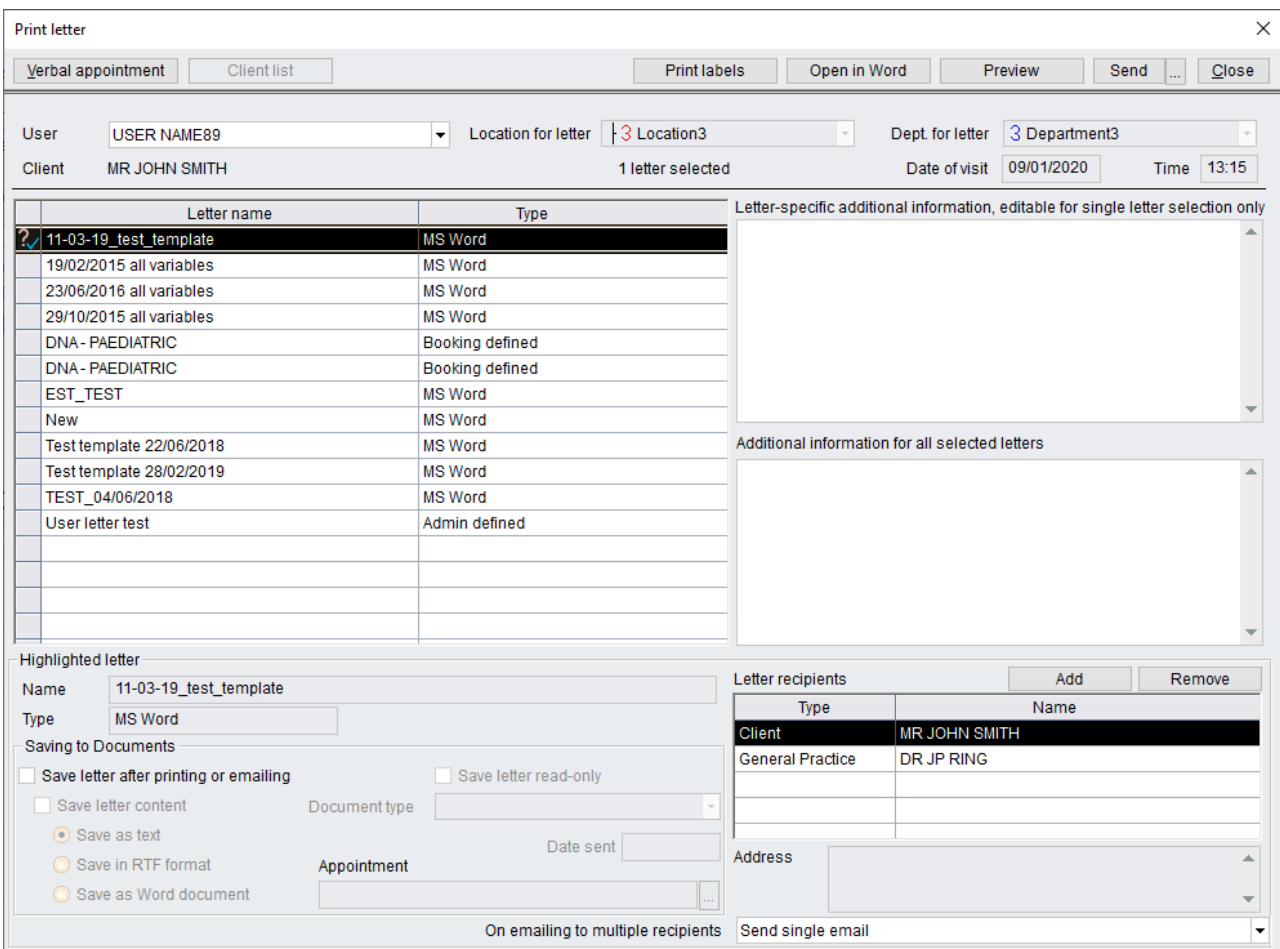 Print letter
Verbal appointment Client list Print labels Open in Word Preview Send ... Close
User USER NAME89 Location for letter 3 Location3 Dept. for letter 3 Department3
Client MR JOHN SMITH 1 letter selected Date of visit 09/01/2020 Time 13:15
Letter name Type
11-03-19_test_template MS Word
19/02/2015 all variables MS Word
23/06/2016 all variables MS Word
29/10/2015 all variables MS Word
DNA - PAEDIATRIC Booking defined
DNA - PAEDIATRIC Booking defined
EST_TEST MS Word
New MS Word
Test template 22/06/2018 MS Word
Test template 28/02/2019 MS Word
TEST_04/06/2018 MS Word
User letter test Admin defined
Letter-specific additional information, editable for single letter selection only
Additional information for all selected letters
Highlighted letter
Name 11-03-19_test_template
Type MS Word
Saving to Documents
Save letter after printing or emailing Save letter read-only
Save letter content Document type
Save as text
Date sent
Save in RTF format Appointment
Save as Word document ...
Letter recipients Add Remove
Type Name
Client MR JOHN SMITH
General Practice DR JP RING
Address
On emailing to multiple recipients Send single email